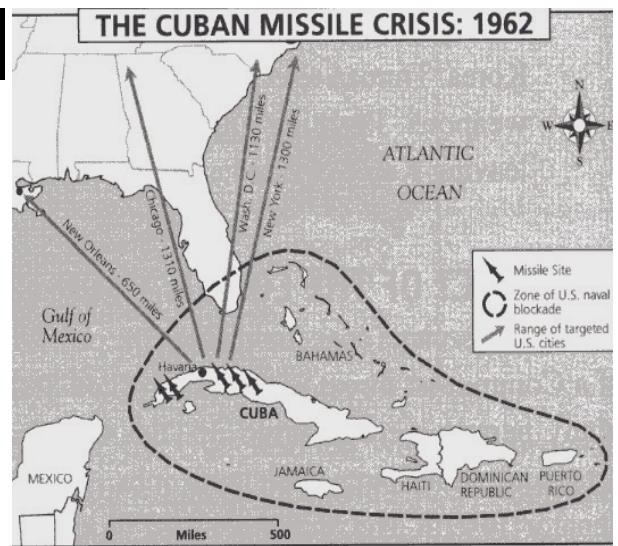 THE CUBAN MISSILE CRISIS: 1962
N
W E
S
ATLANTIC
OCEAN
Chicago - 1310 miles
Wash. D.C. - 1130 miles
New York - 1300 miles
New Orleans - 650 miles
Missile Site
Zone of U.S. naval
blockade
Range of targeted
U.S. cities
Gulf of
Mexico
BAHAMAS
Havana
CUBA
MEXICO
JAMAICA
HAITI
DOMINICAN
REPUBLIC
PUERTO
RICO
0 Miles 500